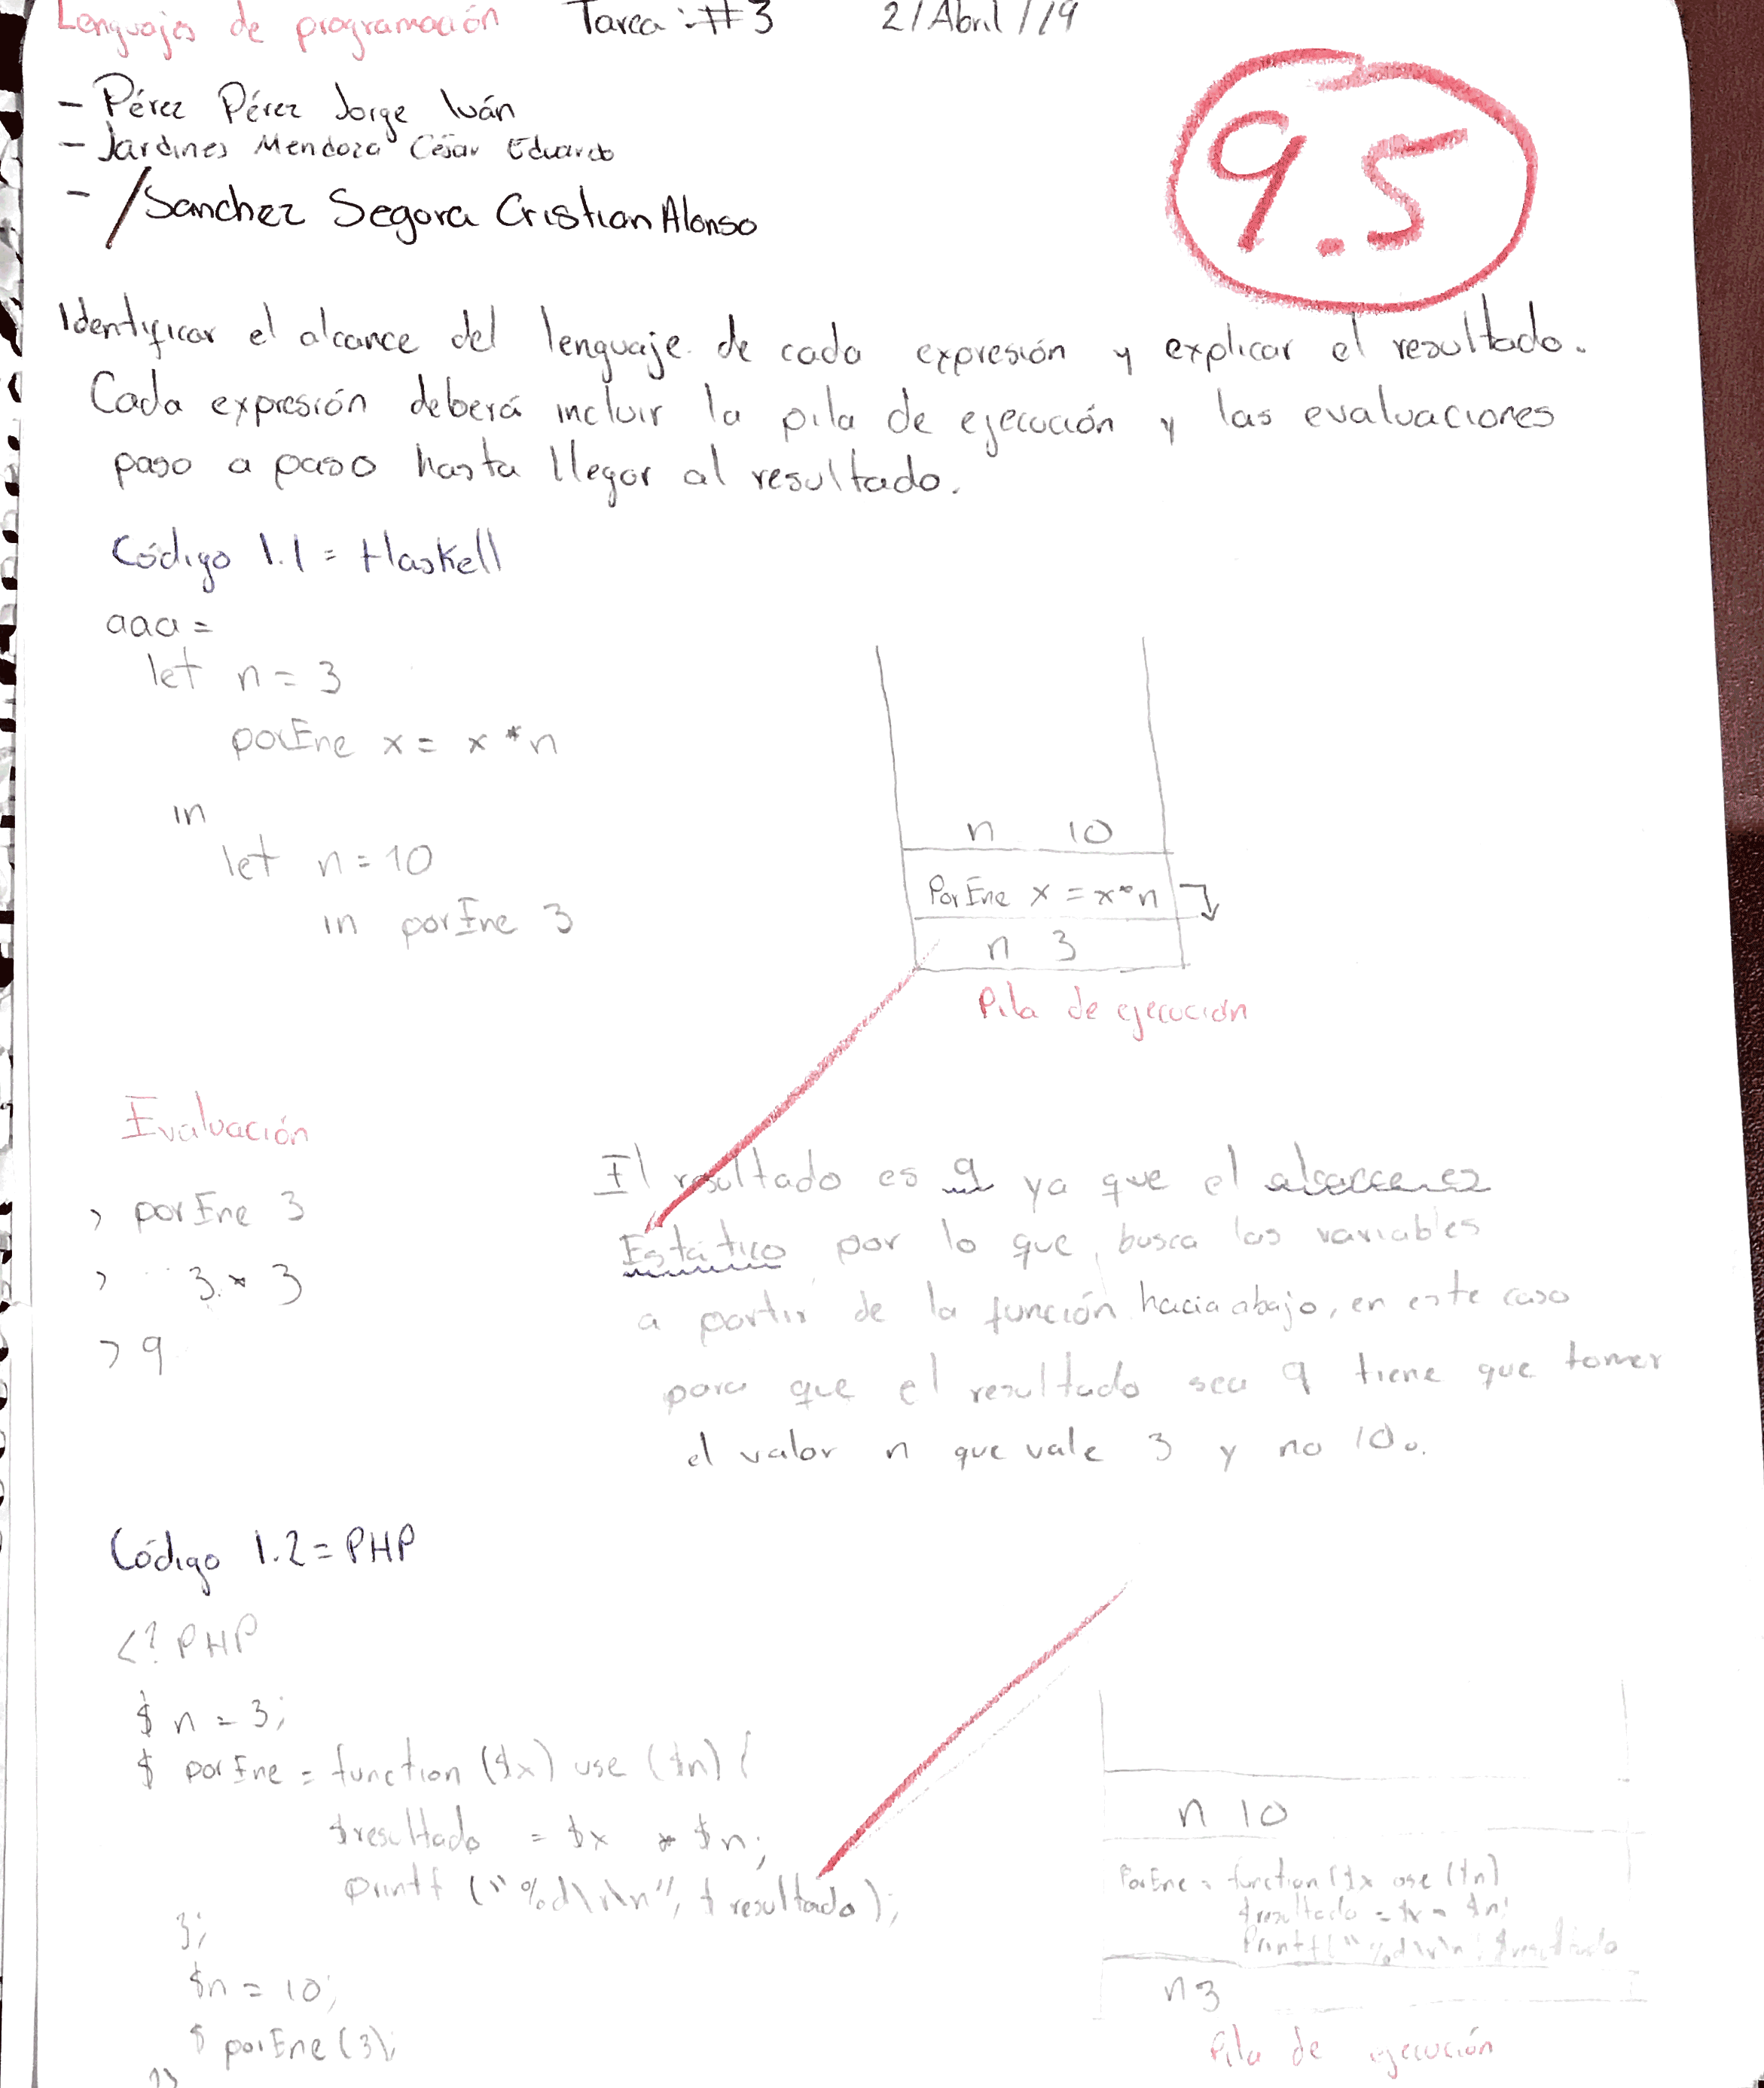 Lenguajes de programación Tarea: #3 2/Abril/19
- Pérez Pérez Jorge Iván
- Jardines Mendoza César Eduardo
- /Sanchez Segora Cristian Alonso
9.5
Identificar el alcance del lenguaje de cada expresión y explicar el resultado.
Cada expresión deberá incluir la pila de ejecución y las evaluaciones
paso a paso hasta llegar al resultado.
Código 1.1 = Haskell
aaa =
let n = 3
porEne x = x * n
in
let n = 10
in porEne 3
n 10
PorEne x = x*n
n 3
Pila de ejecución
Evaluación
> porEne 3
> 3 * 3
> 9
El resultado es 9 ya que el alcance es
Estático por lo que, busca las variables
a partir de la función hacia abajo, en este caso
para que el resultado sea 9 tiene que tomar
el valor n que vale 3 y no 10.
Código 1.2 = PHP
<? PHP
$ n = 3;
$ porEne = function ($x) use ($n) {
$resultado = $x * $n;
printf ("%d\r\n", $resultado);
};
$n = 10;
$ porEne (3);
n 10
PorEne = function ($x use ($n)
$resultado = $x * $n;
Printf ("%d\r\n", $resultado
n 3
Pila de ejecución